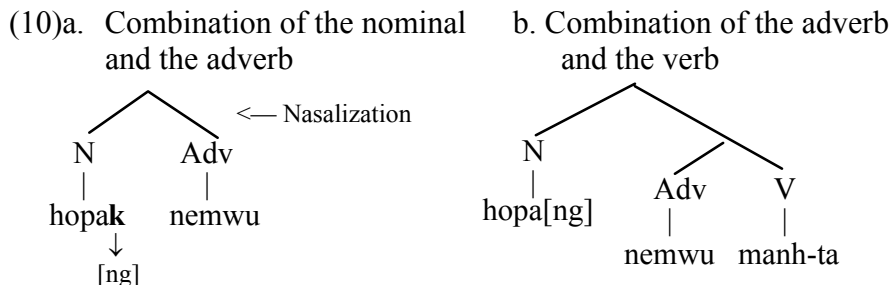 (10)a. Combination of the nominal and the adverb
b. Combination of the adverb and the verb
<— Nasalization
N Adv
hopak nemwu
↓
[ng]
N
hopa[ng]
Adv V
nemwu manh-ta